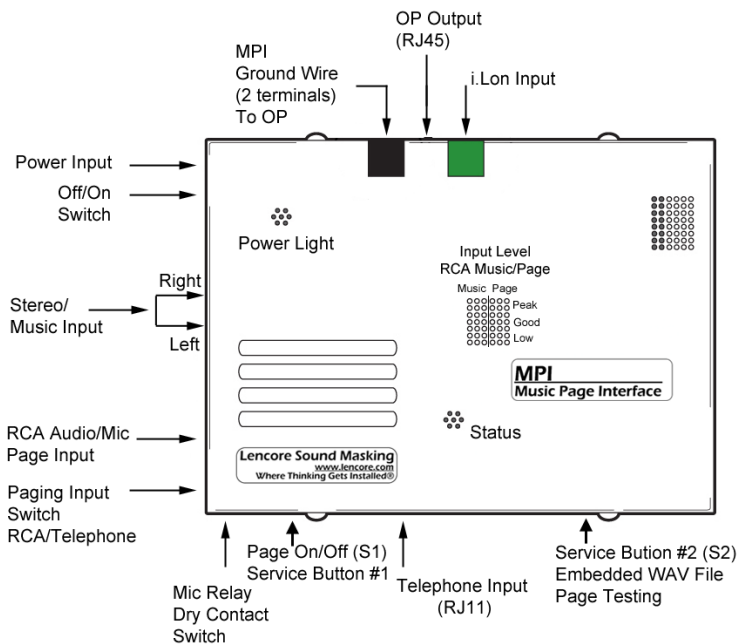 OP Output
(RJ45)
MPI
Ground Wire
(2 terminals)
To OP
i.Lon Input
Power Input
Off/On
Switch
Power Light
Input Level
RCA Music/Page
Music Page
Peak
Good
Low
Right
Stereo/
Music Input
Left
MPI
Music Page Interface
RCA Audio/Mic
Page Input
Status
Lencore Sound Masking
www.lencore.com
Where Thinking Gets Installed®
Paging Input
Switch
RCA/Telephone
Page On/Off (S1)
Service Button #1
Mic Relay
Dry Contact
Switch
Telephone Input
(RJ11)
Service Bution #2 (S2)
Embedded WAV File
Page Testing